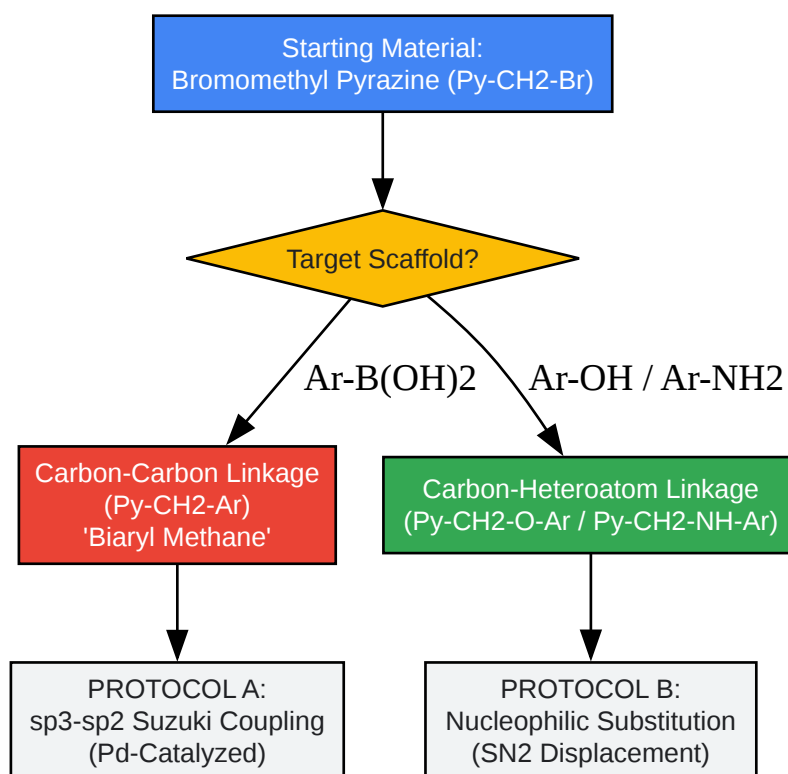 Starting Material:
Bromomethyl Pyrazine (Py-CH2-Br)
Target Scaffold?
Ar-B(OH)2
Ar-OH / Ar-NH2
Carbon-Carbon Linkage
(Py-CH2-Ar)
'Biaryl Methane'
Carbon-Heteroatom Linkage
(Py-CH2-O-Ar / Py-CH2-NH-Ar)
PROTOCOL A:
sp3-sp2 Suzuki Coupling
(Pd-Catalyzed)
PROTOCOL B:
Nucleophilic Substitution
(SN2 Displacement)